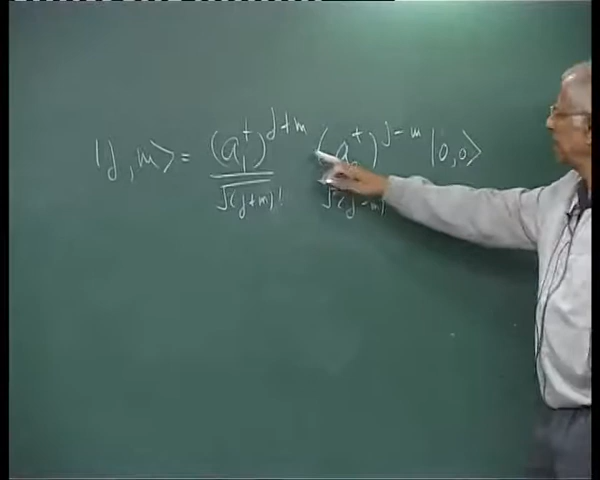 |j, m> = (a₁†)^(j+m) / √(j+m)! (a₂†)^(j-m) / √(j-m)! |0,0>